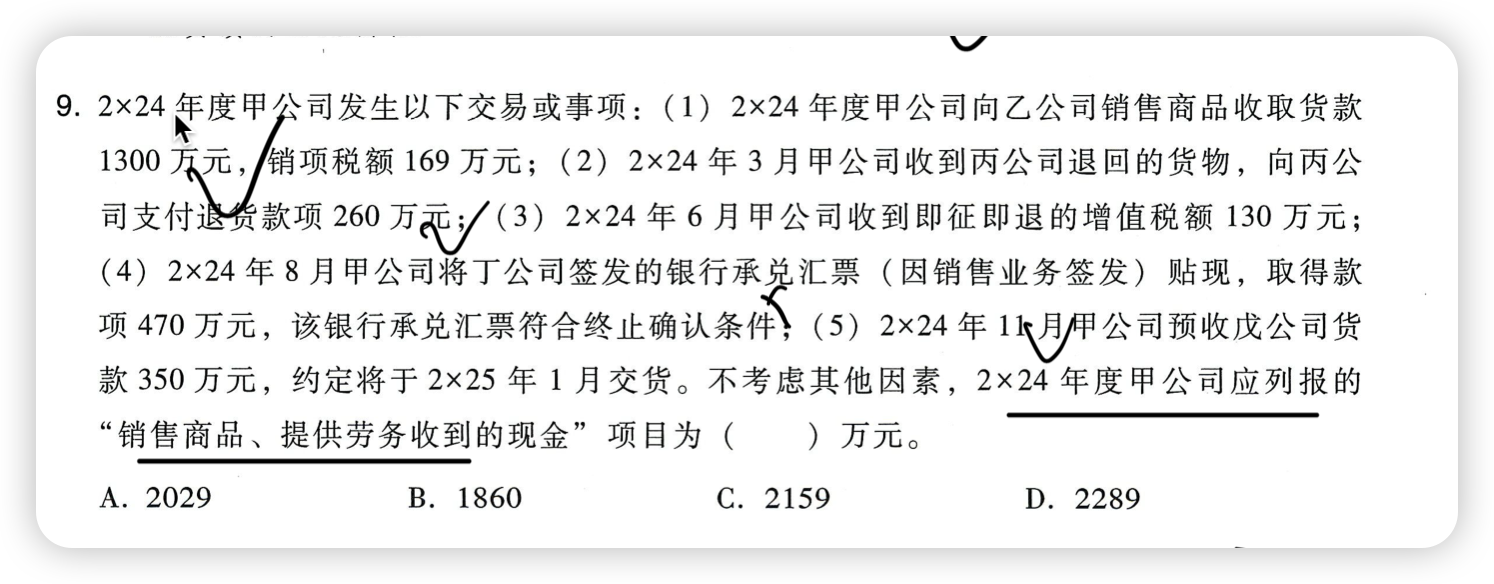 9. 2×24 年度甲公司发生以下交易或事项：（1）2×24 年度甲公司向乙公司销售商品收取货款
1300 万元，销项税额 169 万元；（2）2×24 年 3 月甲公司收到丙公司退回的货物，向丙公
司支付退货款项 260 万元；（3）2×24 年 6 月甲公司收到即征即退的增值税额 130 万元；
（4）2×24 年 8 月甲公司将丁公司签发的银行承兑汇票（因销售业务签发）贴现，取得款
项 470 万元，该银行承兑汇票符合终止确认条件；（5）2×24 年 11 月甲公司预收戊公司货
款 350 万元，约定将于 2×25 年 1 月交货。不考虑其他因素，2×24 年度甲公司应列报的
“销售商品、提供劳务收到的现金”项目为（　　）万元。
A. 2029 B. 1860 C. 2159 D. 2289